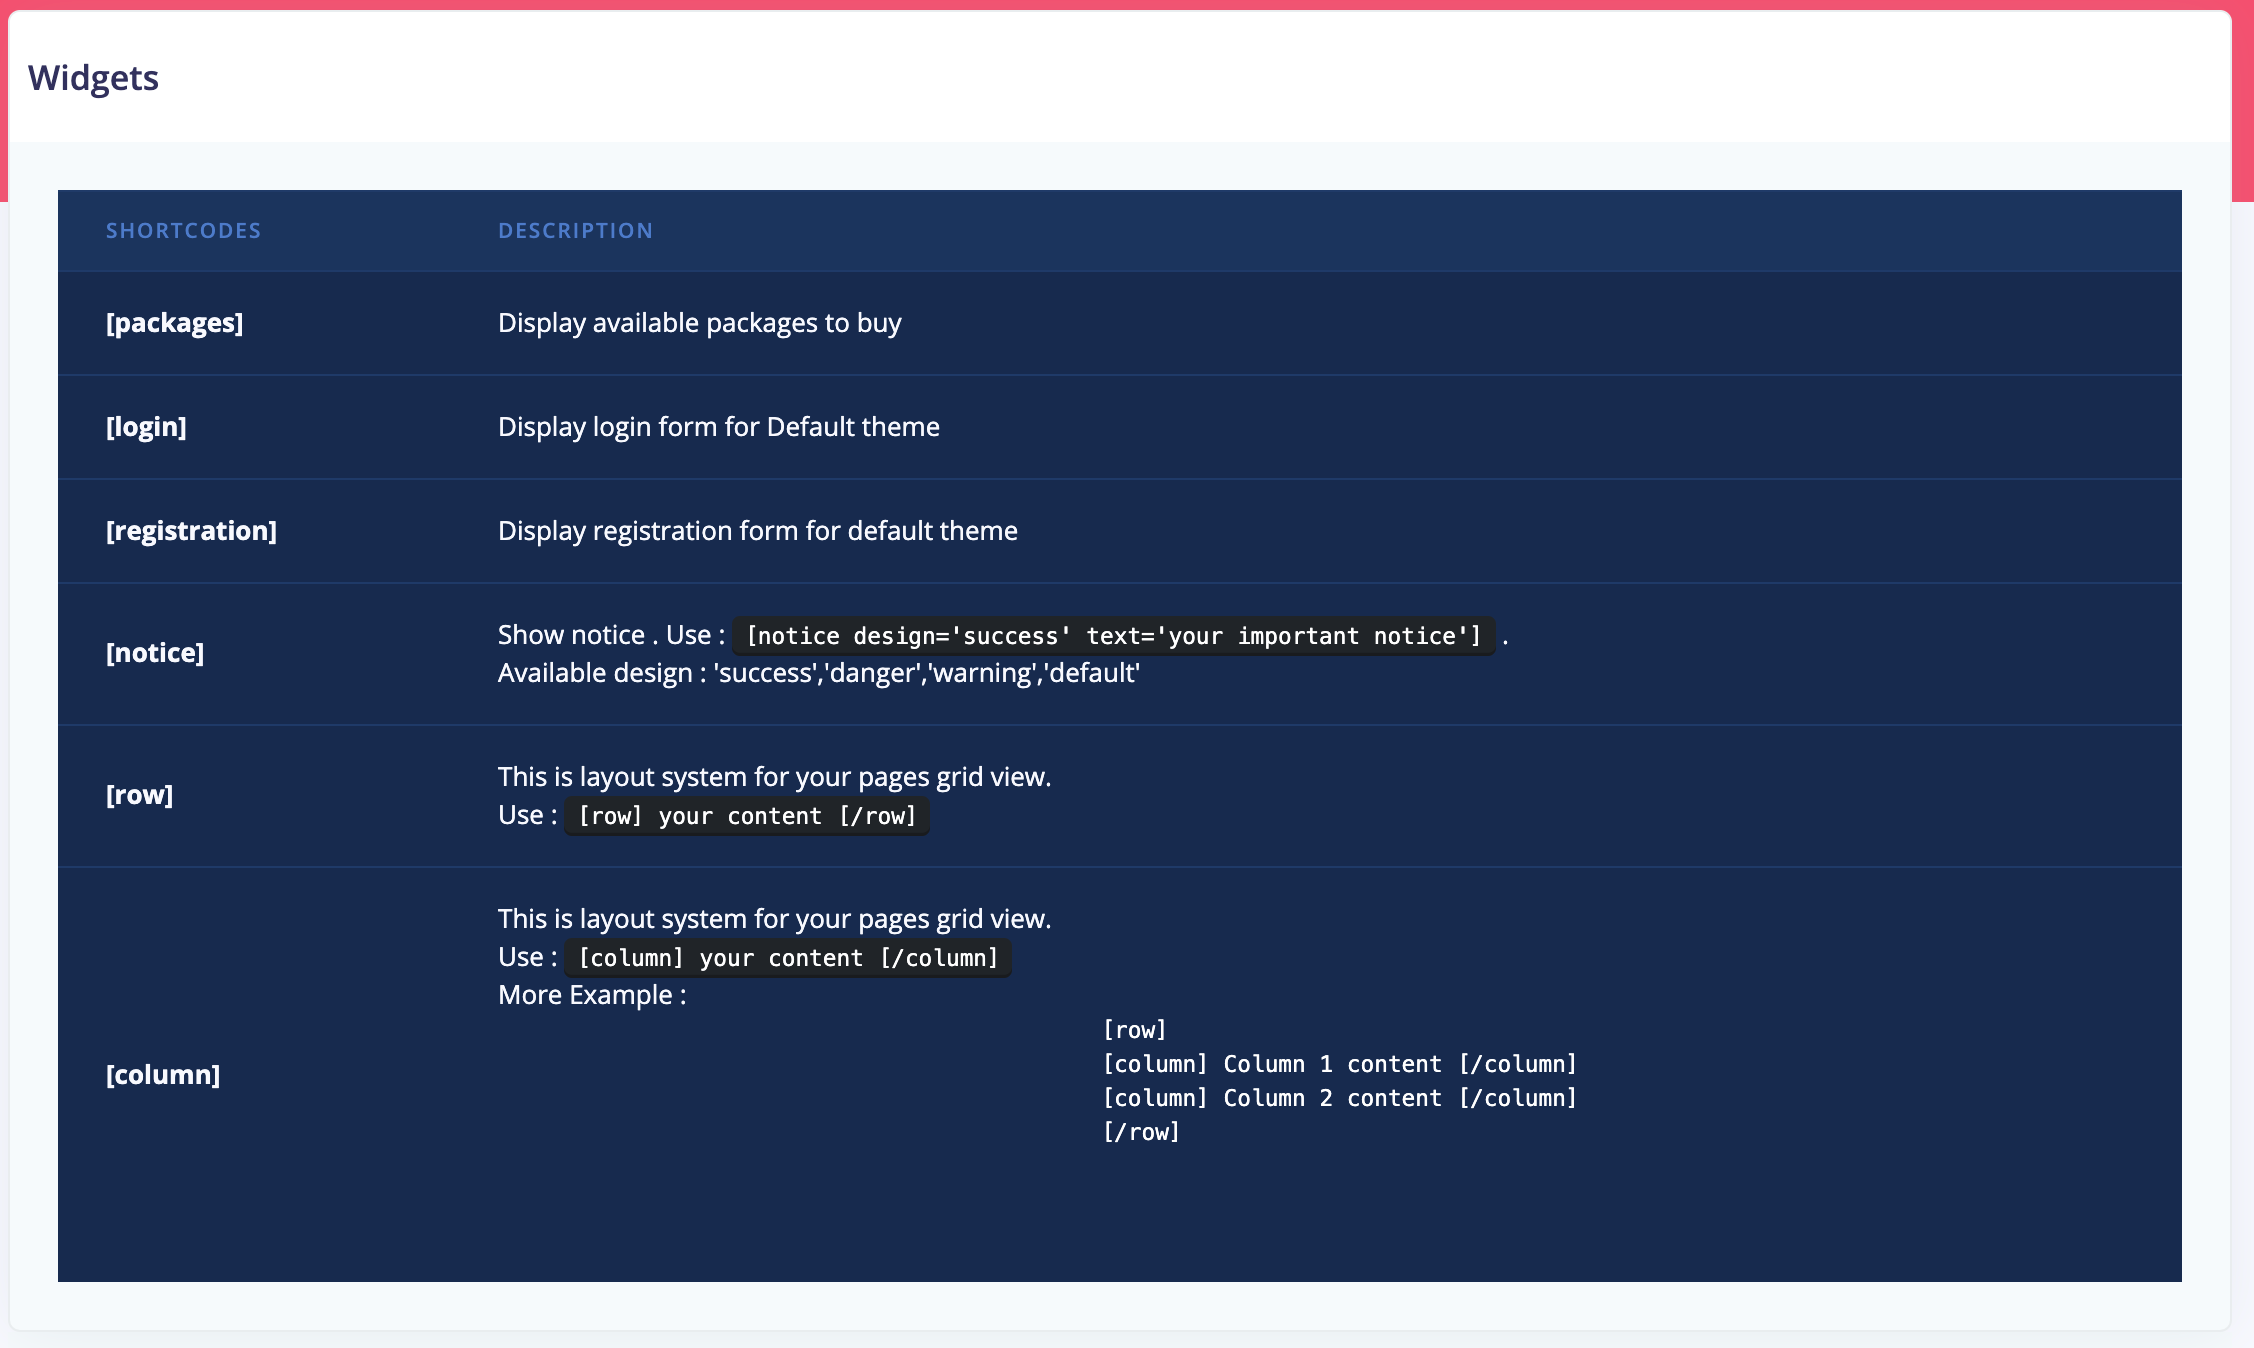 Widgets
SHORTCODES DESCRIPTION
[packages] Display available packages to buy
[login] Display login form for Default theme
[registration] Display registration form for default theme
[notice] Show notice . Use : [notice design='success' text='your important notice'] .
Available design : 'success','danger','warning','default'
[row] This is layout system for your pages grid view.
Use : [row] your content [/row]
[column] This is layout system for your pages grid view.
Use : [column] your content [/column]
More Example :
[row]
[column] Column 1 content [/column]
[column] Column 2 content [/column]
[/row]